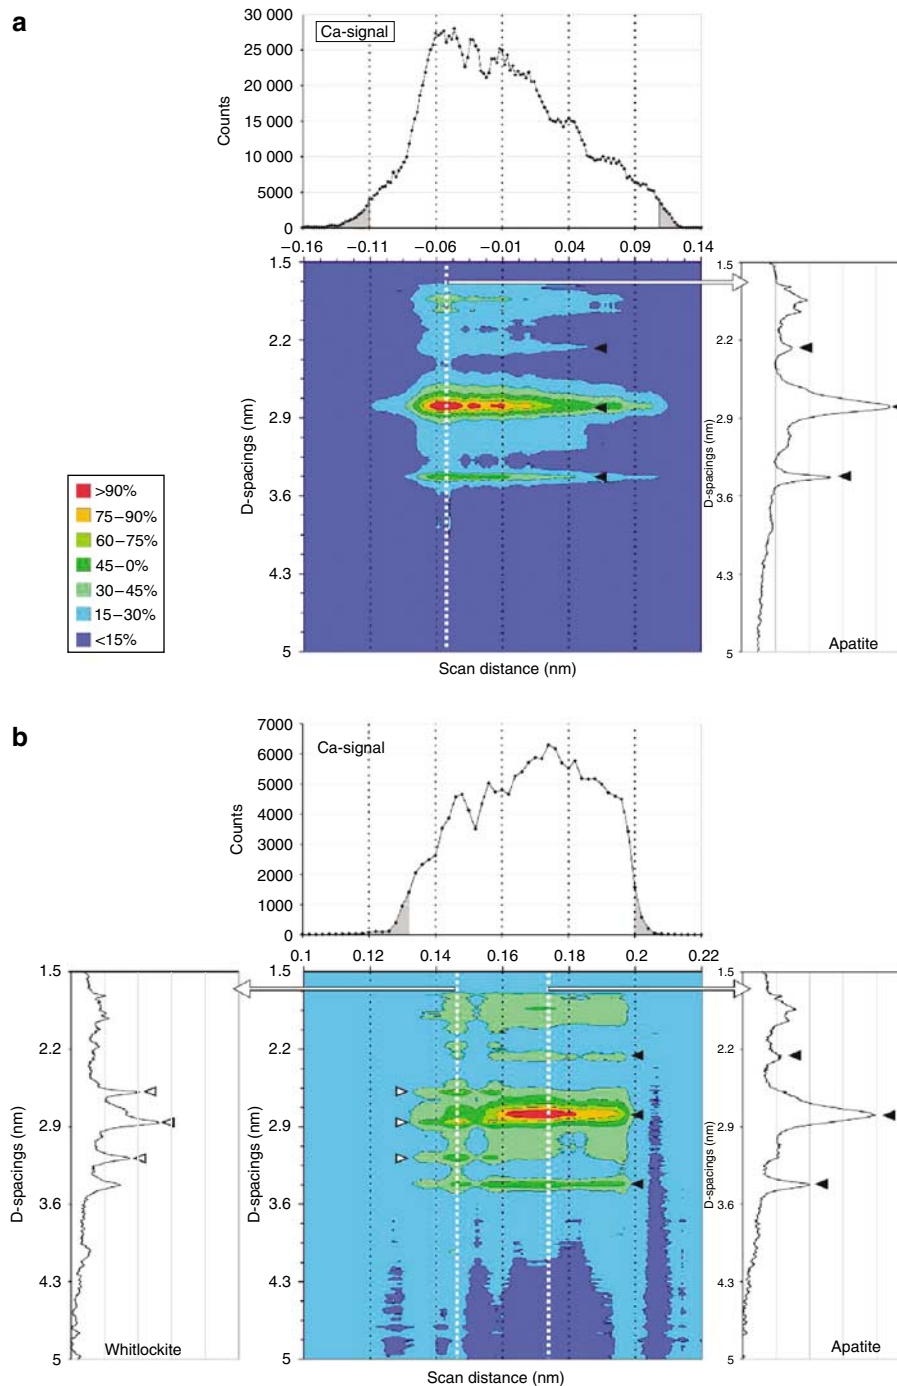 a
30 000
25 000
20 000
15 000
10 000
5000
0
Counts
Ca-signal
−0.16 −0.11 −0.06 −0.01 0.04 0.09 0.14
1.5
2.2
2.9
3.6
4.3
5
D-spacings (nm)
Scan distance (nm)
1.5
2.2
2.9
3.6
4.3
5
D-spacings (nm)
Apatite
>90%
75–90%
60–75%
45–0%
30–45%
15–30%
<15%
b
7000
6000
5000
4000
3000
2000
1000
0
Counts
Ca-signal
0.1 0.12 0.14 0.16 0.18 0.2 0.22
1.5
2.2
2.9
3.6
4.3
5
D-spacings (nm)
Whitlockite
1.5
2.2
2.9
3.6
4.3
5
D-spacings (nm)
Scan distance (nm)
1.5
2.2
2.9
3.6
4.3
5
D-spacings (nm)
Apatite